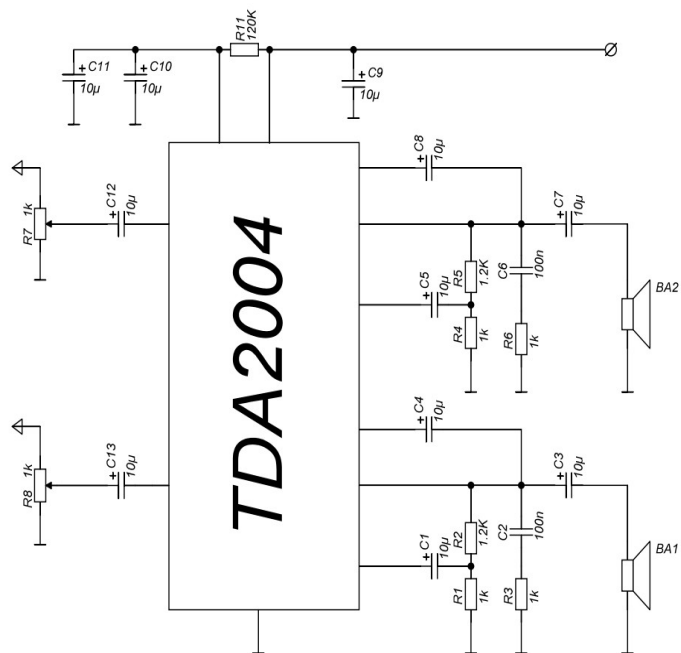 R11
120K
+ C11
10µ
+ C10
10µ
+ C9
10µ
+ C8
10µ
R7
1k
+ C12
10µ
TDA2004
+ C7
10µ
R5
1.2K
C6
100n
+ C5
10µ
BA2
R4
1k
R6
1k
+ C4
10µ
R8
1k
+ C13
10µ
+ C3
10µ
R2
1.2K
C2
100n
+ C1
10µ
BA1
R1
1k
R3
1k